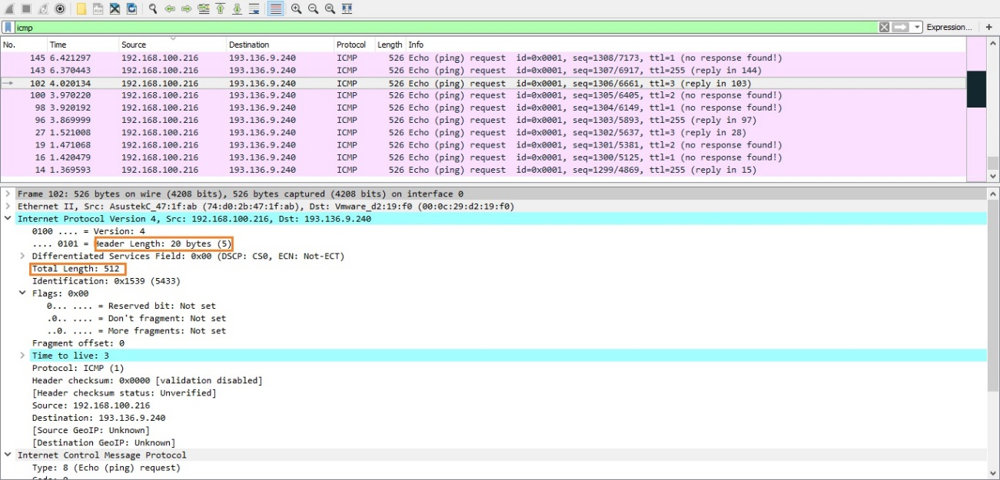 icmp Expression... +
No. Time Source Destination Protocol Length Info
145 6.421297 192.168.100.216 193.136.9.240 ICMP 526 Echo (ping) request id=0x0001, seq=1308/7173, ttl=1 (no response found!)
143 6.370443 192.168.100.216 193.136.9.240 ICMP 526 Echo (ping) request id=0x0001, seq=1307/6917, ttl=255 (reply in 144)
102 4.020134 192.168.100.216 193.136.9.240 ICMP 526 Echo (ping) request id=0x0001, seq=1306/6661, ttl=3 (reply in 103)
100 3.970220 192.168.100.216 193.136.9.240 ICMP 526 Echo (ping) request id=0x0001, seq=1305/6405, ttl=2 (no response found!)
98 3.920192 192.168.100.216 193.136.9.240 ICMP 526 Echo (ping) request id=0x0001, seq=1304/6149, ttl=1 (no response found!)
96 3.869999 192.168.100.216 193.136.9.240 ICMP 526 Echo (ping) request id=0x0001, seq=1303/5893, ttl=255 (reply in 97)
27 1.521008 192.168.100.216 193.136.9.240 ICMP 526 Echo (ping) request id=0x0001, seq=1302/5637, ttl=3 (reply in 28)
19 1.471068 192.168.100.216 193.136.9.240 ICMP 526 Echo (ping) request id=0x0001, seq=1301/5381, ttl=2 (no response found!)
16 1.420479 192.168.100.216 193.136.9.240 ICMP 526 Echo (ping) request id=0x0001, seq=1300/5125, ttl=1 (no response found!)
14 1.369593 192.168.100.216 193.136.9.240 ICMP 526 Echo (ping) request id=0x0001, seq=1299/4869, ttl=255 (reply in 15)
Frame 102: 526 bytes on wire (4208 bits), 526 bytes captured (4208 bits) on interface 0
Ethernet II, Src: AsustekC_47:1f:ab (74:d0:2b:47:1f:ab), Dst: Vmware_d2:19:f0 (00:0c:29:d2:19:f0)
Internet Protocol Version 4, Src: 192.168.100.216, Dst: 193.136.9.240
0100 .... = Version: 4
.... 0101 = Header Length: 20 bytes (5)
Differentiated Services Field: 0x00 (DSCP: CS0, ECN: Not-ECT)
Total Length: 512
Identification: 0x1539 (5433)
Flags: 0x00
0... .... = Reserved bit: Not set
.0.. .... = Don't fragment: Not set
..0. .... = More fragments: Not set
Fragment offset: 0
Time to live: 3
Protocol: ICMP (1)
Header checksum: 0x0000 [validation disabled]
[Header checksum status: Unverified]
Source: 192.168.100.216
Destination: 193.136.9.240
[Source GeoIP: Unknown]
[Destination GeoIP: Unknown]
Internet Control Message Protocol
Type: 8 (Echo (ping) request)